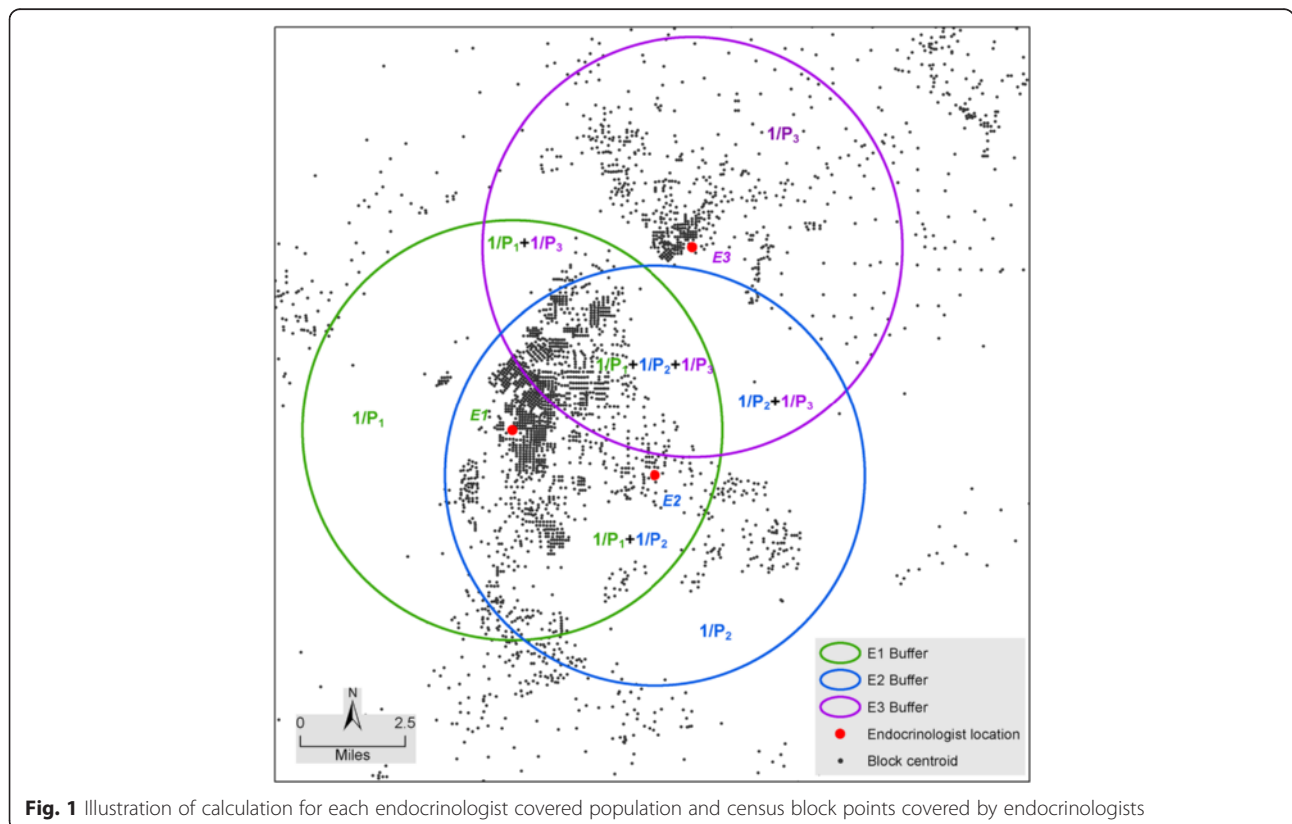 1/P₃
1/P₁+1/P₃
E3
1/P₁+1/P₂+1/P₃
1/P₂+1/P₃
1/P₁
E1
E2
1/P₁+1/P₂
1/P₂
N
0 2.5
Miles
E1 Buffer
E2 Buffer
E3 Buffer
Endocrinologist location
Block centroid
Fig. 1 Illustration of calculation for each endocrinologist covered population and census block points covered by endocrinologists